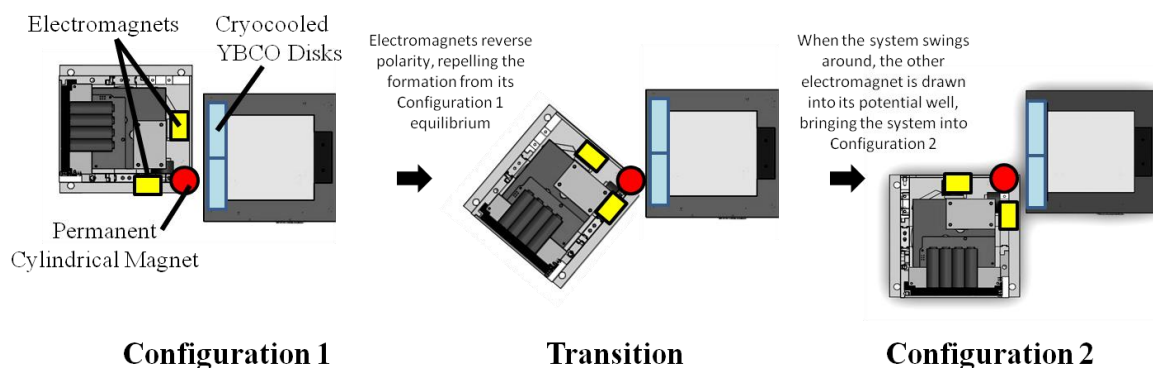 Electromagnets
Cryocooled
YBCO Disks
Permanent
Cylindrical Magnet
Configuration 1
Electromagnets reverse
polarity, repelling the
formation from its
Configuration 1
equilibrium
Transition
When the system swings
around, the other
electromagnet is drawn
into its potential well,
bringing the system into
Configuration 2
Configuration 2